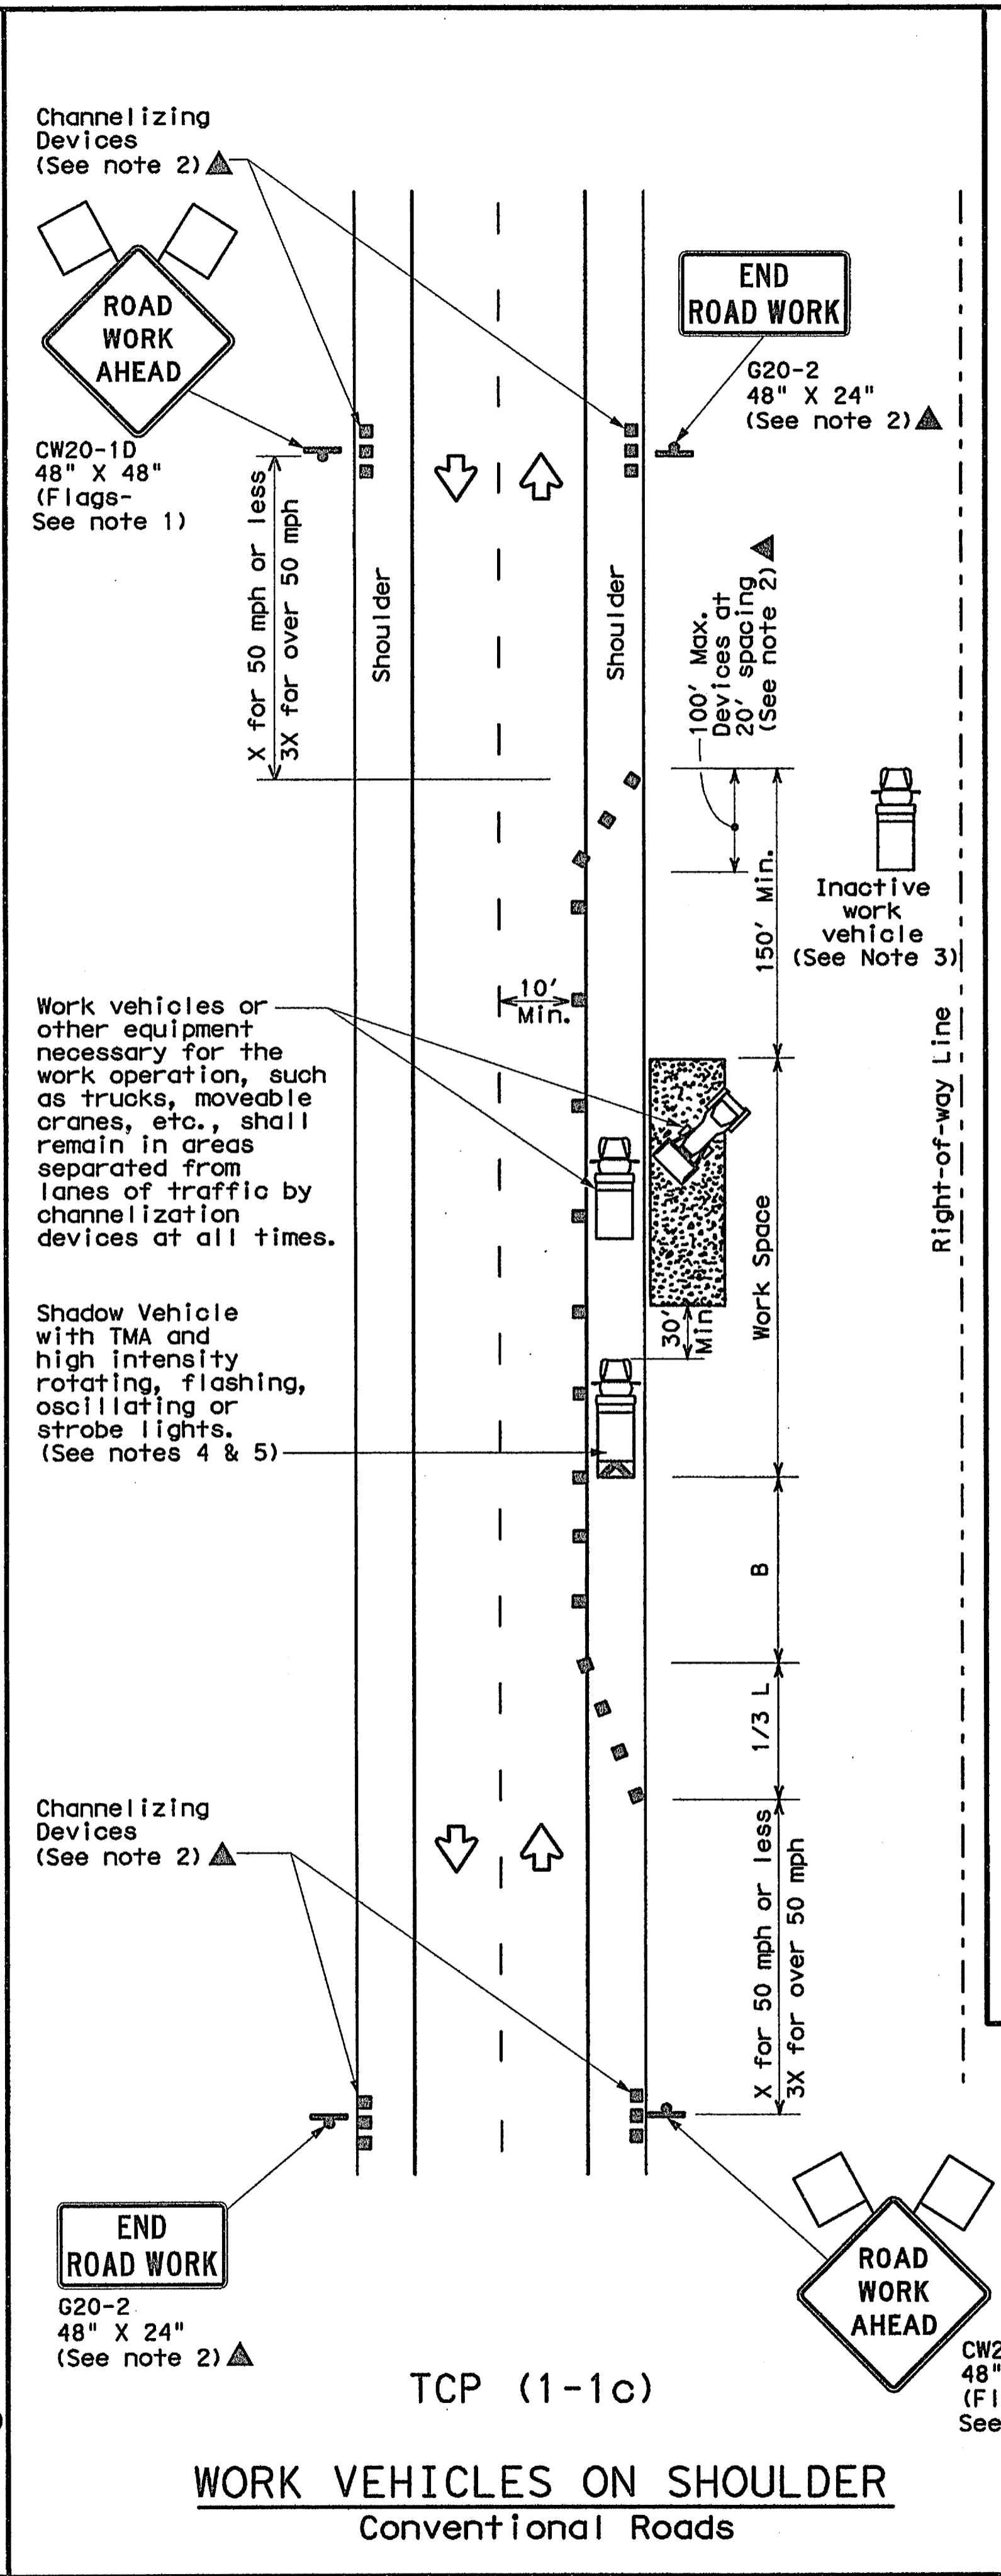 Channelizing
Devices
(See note 2)
ROAD
WORK
AHEAD
CW20-1D
48" X 48"
(Flags-
See note 1)
END
ROAD WORK
G20-2
48" X 24"
(See note 2)
X for 50 mph or less
3X for over 50 mph
Shoulder
Shoulder
100' Max.
Devices at
20' spacing
(See note 2)
150' Min.
Inactive
work
vehicle
(See Note 3)
Right-of-way Line
10'
Min.
Work vehicles or
other equipment
necessary for the
work operation, such
as trucks, moveable
cranes, etc., shall
remain in areas
separated from
lanes of traffic by
channelization
devices at all times.
Work Space
30'
Min.
Shadow Vehicle
with TMA and
high intensity
rotating, flashing,
oscillating or
strobe lights.
(See notes 4 & 5)
B
1/3 L
Channelizing
Devices
(See note 2)
X for 50 mph or less
3X for over 50 mph
END
ROAD WORK
G20-2
48" X 24"
(See note 2)
ROAD
WORK
AHEAD
CW2
48"
(Fl
See
TCP (1-1c)
WORK VEHICLES ON SHOULDER
Conventional Roads